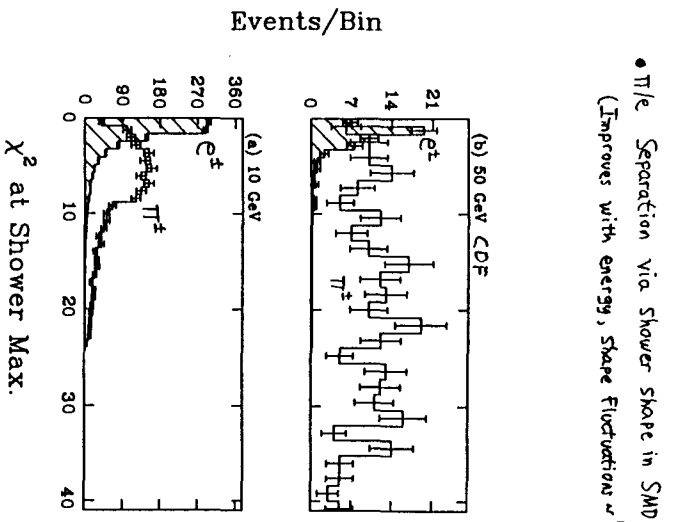 • π/e Separation via shower shape in SMD
(Improves with energy, shape fluctuations ~
Events/Bin
21
14
7
0
(b) 50 GeV CDF
e±
π±
360
270
180
90
0
(a) 10 GeV
e±
π±
0
10
20
30
40
χ² at Shower Max.